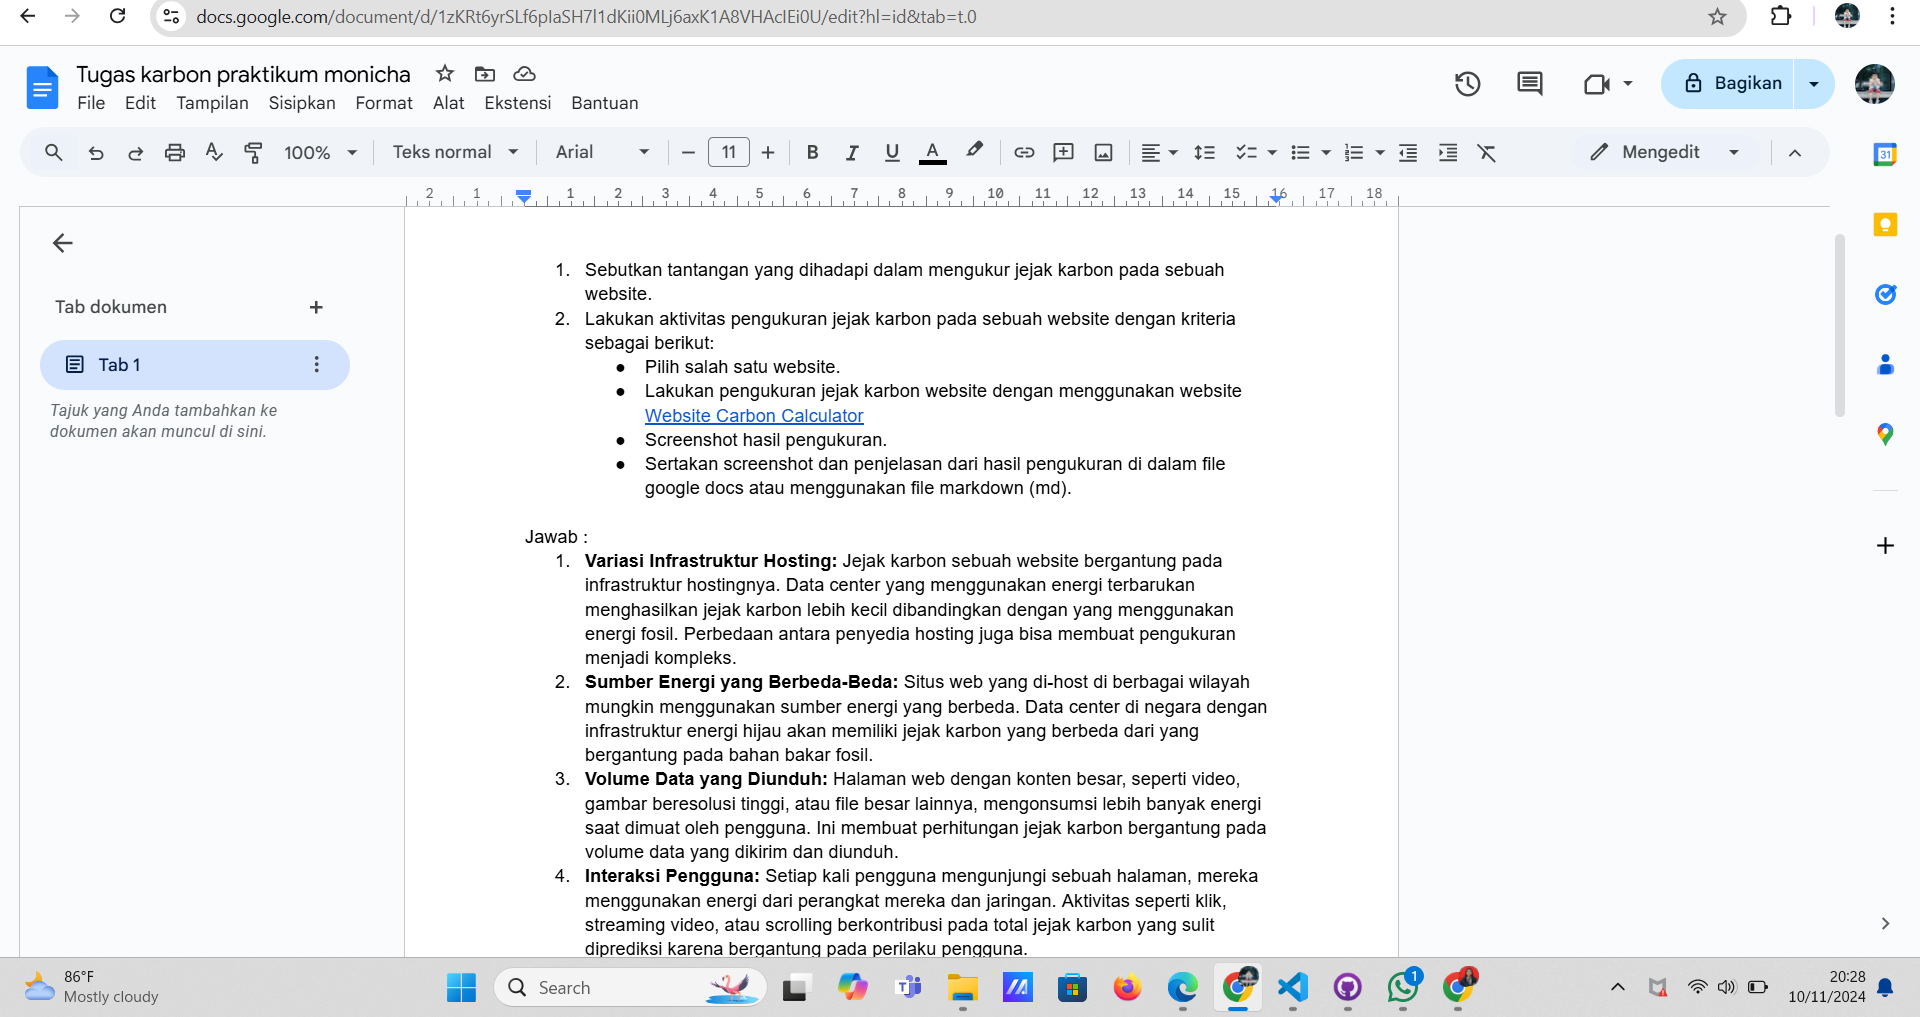 docs.google.com/document/d/1zKRt6yrSLf6pIaSH7l1dKii0MLj6axK1A8VHAcIEi0U/edit?hl=id&tab=t.0
Tugas karbon praktikum monicha
File Edit Tampilan Sisipkan Format Alat Ekstensi Bantuan
Bagikan
100% Teks normal Arial 11 B I U A Mengedit
31
2 1 1 2 3 4 5 6 7 8 9 10 11 12 13 14 15 16 17 18
Tab dokumen
Tab 1
Tajuk yang Anda tambahkan ke
dokumen akan muncul di sini.
1. Sebutkan tantangan yang dihadapi dalam mengukur jejak karbon pada sebuah
website.
2. Lakukan aktivitas pengukuran jejak karbon pada sebuah website dengan kriteria
sebagai berikut:
● Pilih salah satu website.
● Lakukan pengukuran jejak karbon website dengan menggunakan website
Website Carbon Calculator
● Screenshot hasil pengukuran.
● Sertakan screenshot dan penjelasan dari hasil pengukuran di dalam file
google docs atau menggunakan file markdown (md).
Jawab :
1. Variasi Infrastruktur Hosting: Jejak karbon sebuah website bergantung pada
infrastruktur hostingnya. Data center yang menggunakan energi terbarukan
menghasilkan jejak karbon lebih kecil dibandingkan dengan yang menggunakan
energi fosil. Perbedaan antara penyedia hosting juga bisa membuat pengukuran
menjadi kompleks.
2. Sumber Energi yang Berbeda-Beda: Situs web yang di-host di berbagai wilayah
mungkin menggunakan sumber energi yang berbeda. Data center di negara dengan
infrastruktur energi hijau akan memiliki jejak karbon yang berbeda dari yang
bergantung pada bahan bakar fosil.
3. Volume Data yang Diunduh: Halaman web dengan konten besar, seperti video,
gambar beresolusi tinggi, atau file besar lainnya, mengonsumsi lebih banyak energi
saat dimuat oleh pengguna. Ini membuat perhitungan jejak karbon bergantung pada
volume data yang dikirim dan diunduh.
4. Interaksi Pengguna: Setiap kali pengguna mengunjungi sebuah halaman, mereka
menggunakan energi dari perangkat mereka dan jaringan. Aktivitas seperti klik,
streaming video, atau scrolling berkontribusi pada total jejak karbon yang sulit
diprediksi karena bergantung pada perilaku pengguna.
86°F
Mostly cloudy
Search
1
20:28
10/11/2024